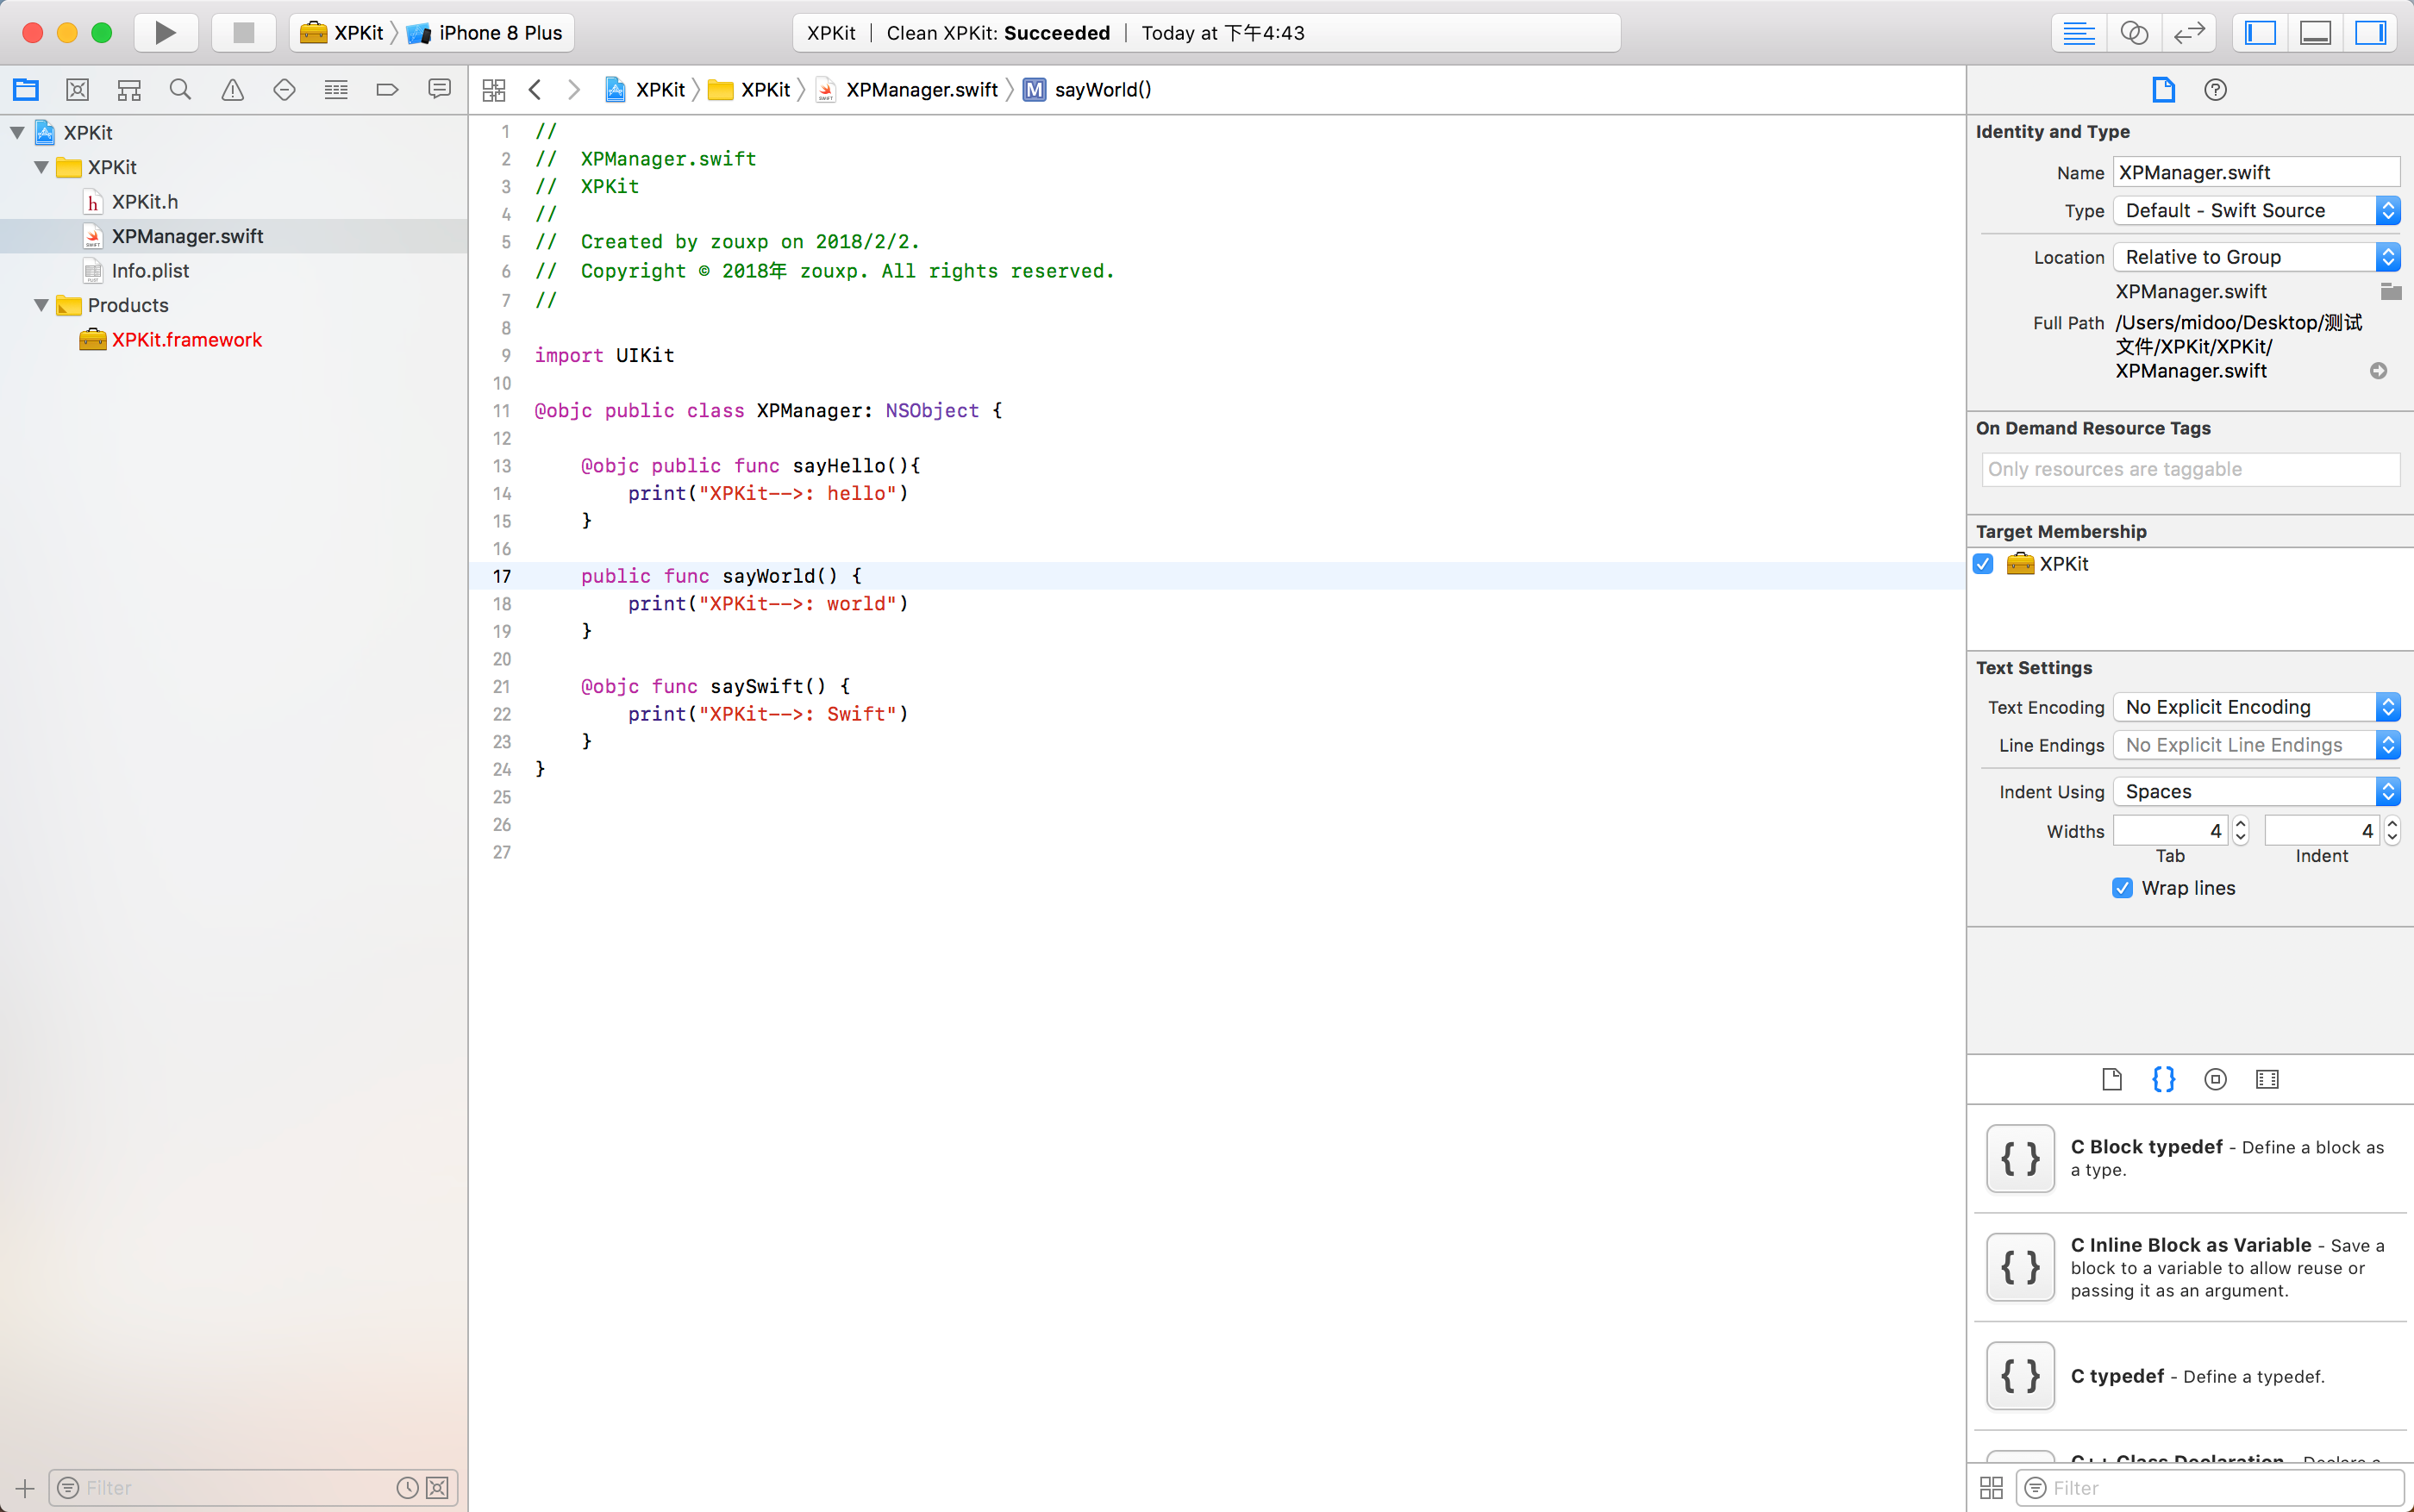 XPKit  iPhone 8 Plus
XPKit | Clean XPKit: Succeeded | Today at 下午4:43
XPKit
XPKit
XPKit.h
XPManager.swift
Info.plist
Products
XPKit.framework
Filter
XPKit  XPKit  XPManager.swift  M sayWorld()
1 //
2 //  XPManager.swift
3 //  XPKit
4 //
5 //  Created by zouxp on 2018/2/2.
6 //  Copyright © 2018年 zouxp. All rights reserved.
7 //
8
9 import UIKit
10
11 @objc public class XPManager: NSObject {
12
13     @objc public func sayHello(){
14         print("XPKit-->: hello")
15     }
16
17     public func sayWorld() {
18         print("XPKit-->: world")
19     }
20
21     @objc func saySwift() {
22         print("XPKit-->: Swift")
23     }
24 }
25
26
27
Identity and Type
Name XPManager.swift
Type Default - Swift Source
Location Relative to Group
XPManager.swift
Full Path /Users/midoo/Desktop/测试
文件/XPKit/XPKit/
XPManager.swift
On Demand Resource Tags
Only resources are taggable
Target Membership
XPKit
Text Settings
Text Encoding No Explicit Encoding
Line Endings No Explicit Line Endings
Indent Using Spaces
Widths 4 4
Tab Indent
Wrap lines
{ }
{ } C Block typedef - Define a block as
a type.
{ } C Inline Block as Variable - Save a
block to a variable to allow reuse or
passing it as an argument.
{ } C typedef - Define a typedef.
C++ Class Declaration - Declare a
Filter